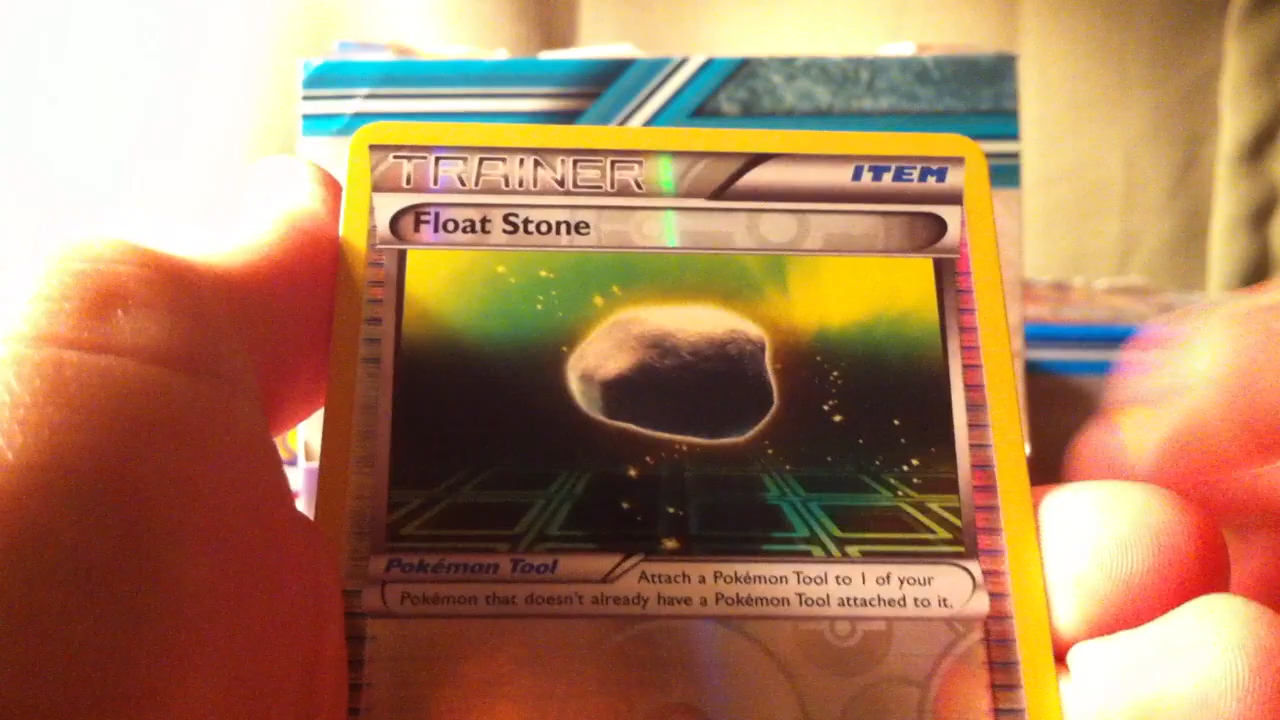 TRAINER
ITEM
Float Stone
Pokémon Tool
Attach a Pokémon Tool to 1 of your
Pokémon that doesn't already have a Pokémon Tool attached to it.